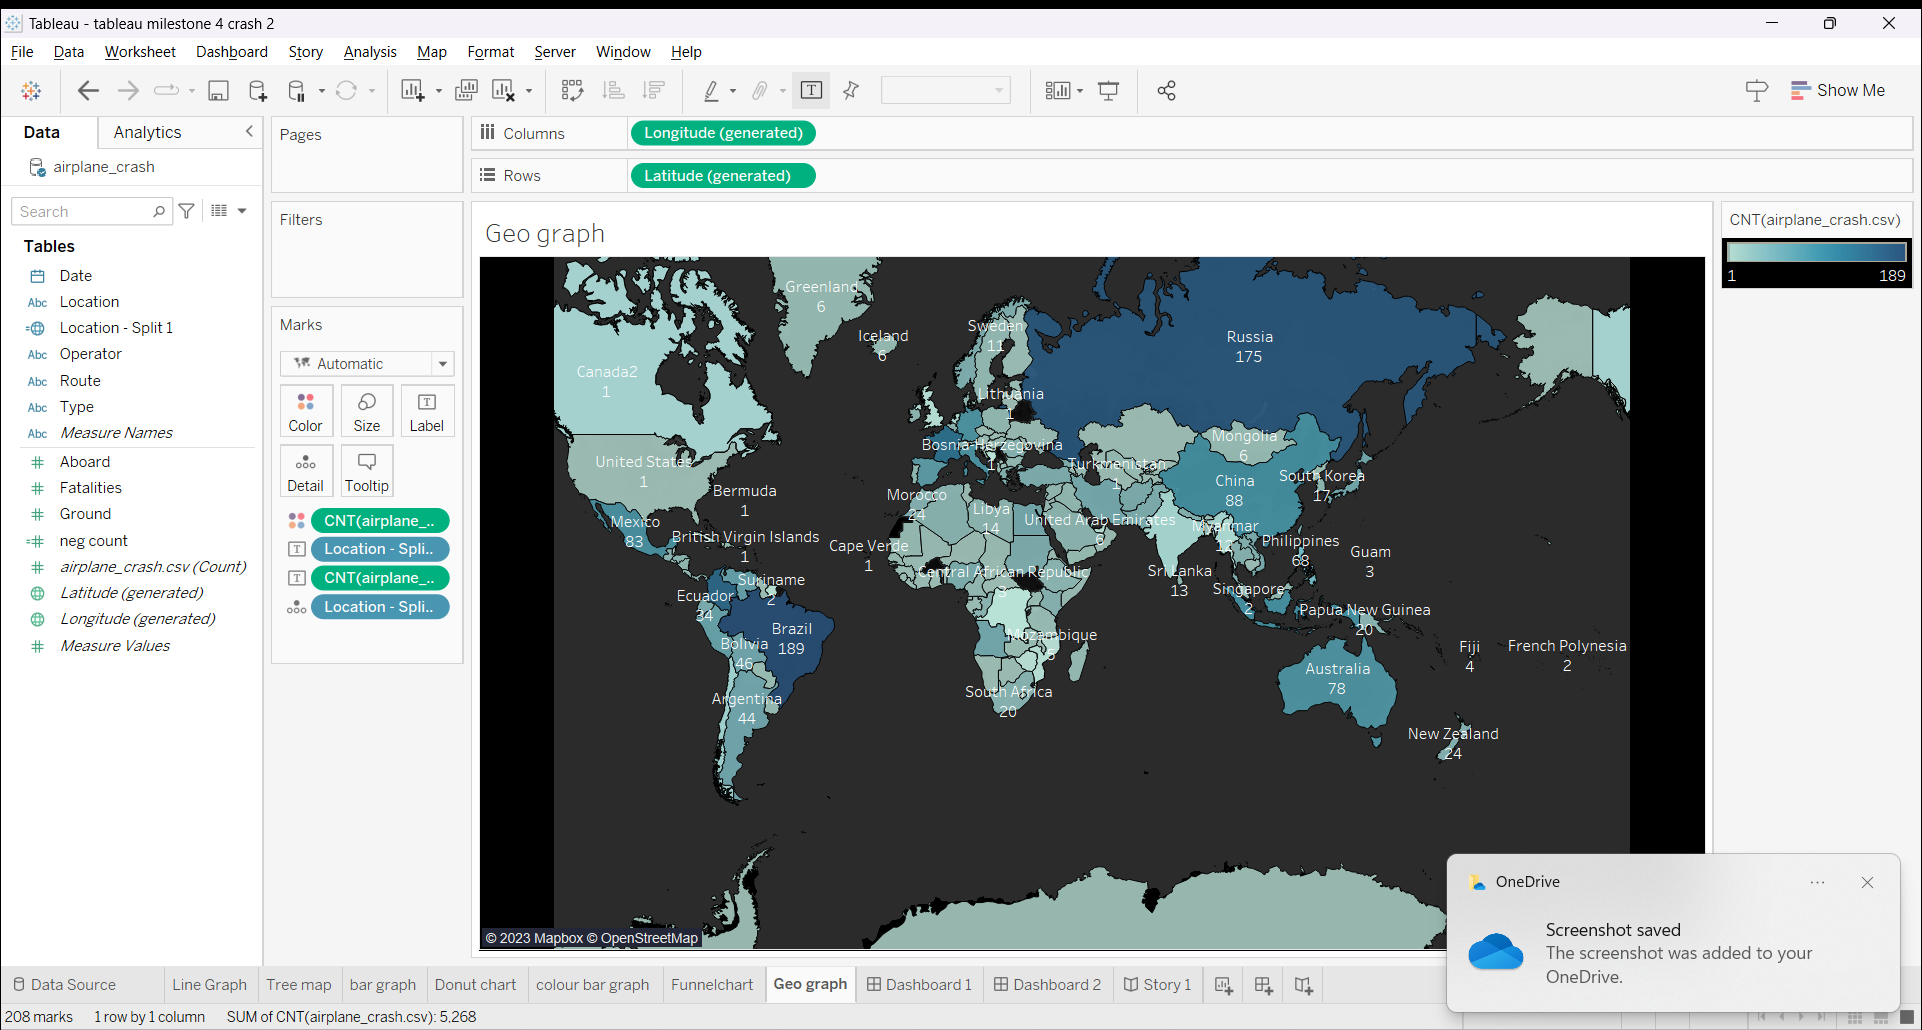 Tableau - tableau milestone 4 crash 2
File Data Worksheet Dashboard Story Analysis Map Format Server Window Help
Show Me
Data Analytics
airplane_crash
Search
Tables
Date
Abc Location
Location - Split 1
Abc Operator
Abc Route
Abc Type
Abc Measure Names
Aboard
Fatalities
Ground
neg count
airplane_crash.csv (Count)
Latitude (generated)
Longitude (generated)
Measure Values
Pages
Filters
Marks
Automatic
Color Size Label
Detail Tooltip
CNT(airplane_..
Location - Spli..
CNT(airplane_..
Location - Spli..
Columns Longitude (generated)
Rows Latitude (generated)
Geo graph
Greenland
6
Iceland
6
Sweden
11
Russia
175
Canada2
1
Lithuania
1
Bosnia-Herzegovina
1
Mongolia
6
United States
1
Turkmenistan
1
China
88
South Korea
17
Bermuda
1
Morocco
24
Libya
14
United Arab Emirates
6
Myanmar
12
Mexico
83
British Virgin Islands
1
Cape Verde
1
Philippines
68
Guam
3
Suriname
2
Central African Republic
3
Sri Lanka
13
Singapore
2
Ecuador
34
Papua New Guinea
20
Brazil
189
Bolivia
46
Mozambique
5
Fiji
4
French Polynesia
2
Australia
78
Argentina
44
South Africa
20
New Zealand
24
© 2023 Mapbox © OpenStreetMap
CNT(airplane_crash.csv)
1 189
OneDrive
Screenshot saved
The screenshot was added to your
OneDrive.
Data Source Line Graph Tree map bar graph Donut chart colour bar graph Funnelchart Geo graph Dashboard 1 Dashboard 2 Story 1
208 marks 1 row by 1 column SUM of CNT(airplane_crash.csv): 5,268